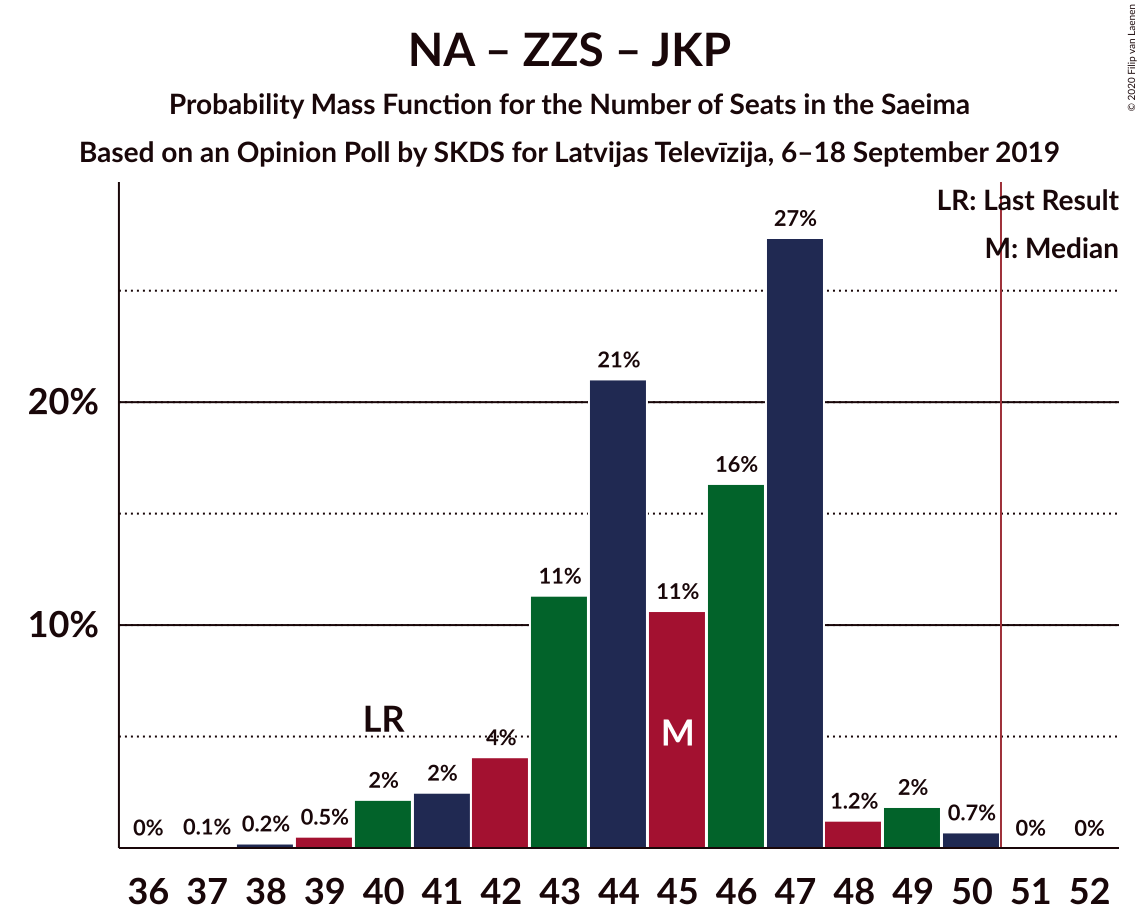 NA – ZZS – JKP
Probability Mass Function for the Number of Seats in the Saeima
Based on an Opinion Poll by SKDS for Latvijas Televīzija, 6–18 September 2019
© 2020 Filip van Laenen
LR: Last Result
M: Median
20%
10%
0%
0.1%
0.2%
0.5%
2%
2%
4%
11%
21%
11%
16%
27%
1.2%
2%
0.7%
0%
0%
LR
M
36 37 38 39 40 41 42 43 44 45 46 47 48 49 50 51 52